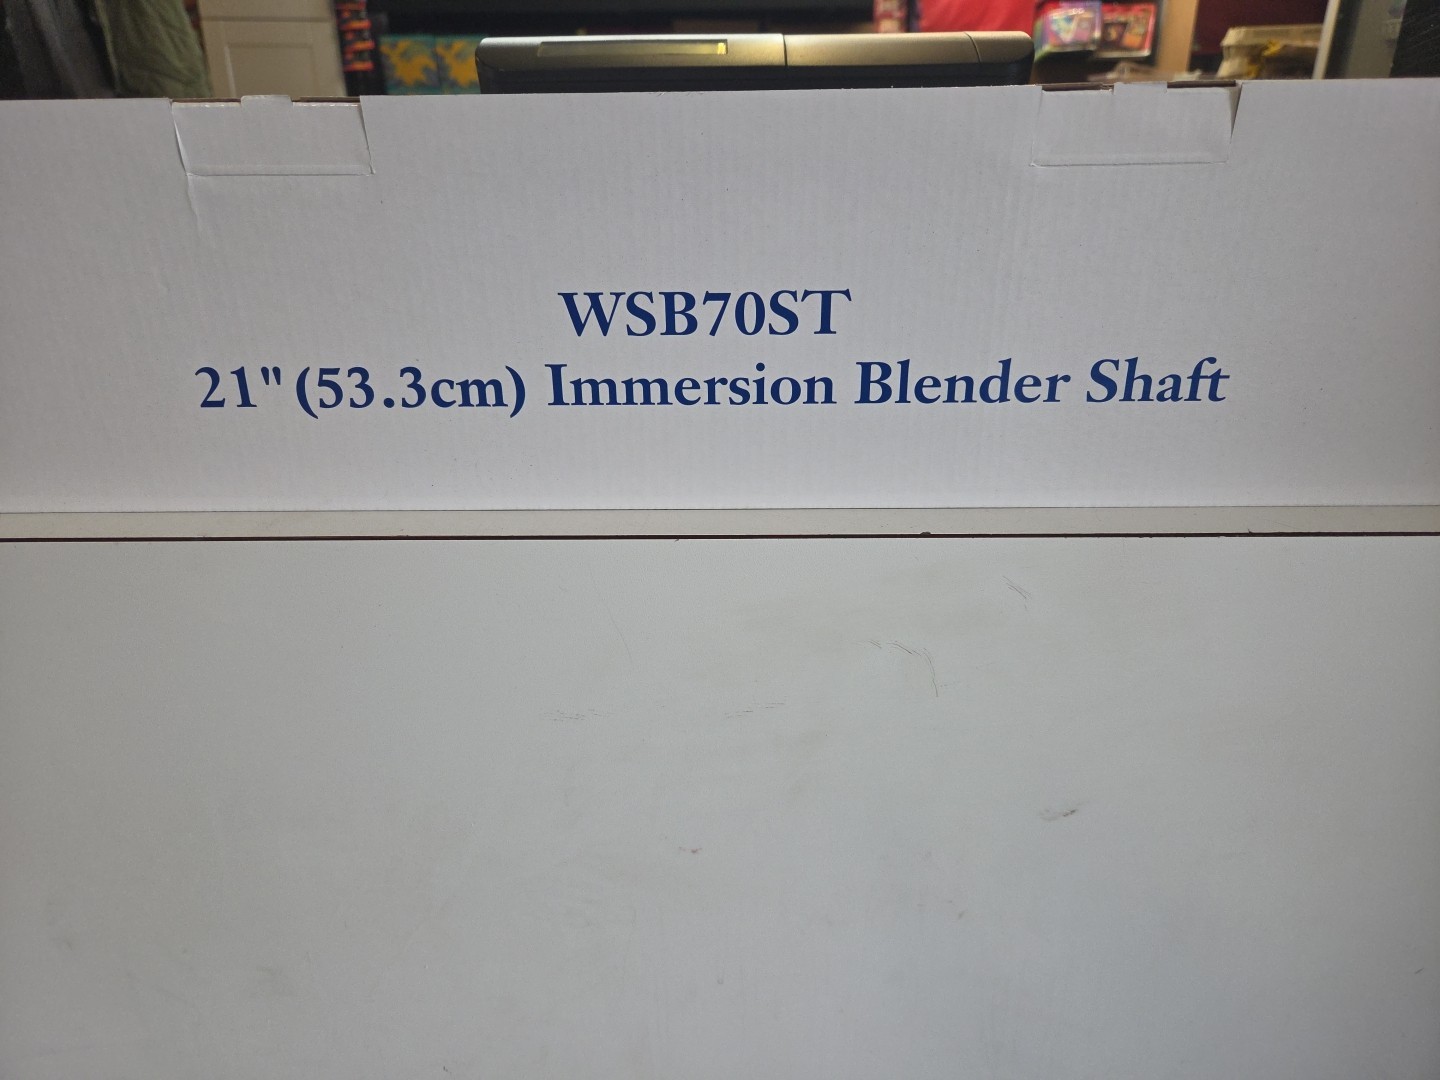 WSB70ST
21" (53.3cm) Immersion Blender Shaft